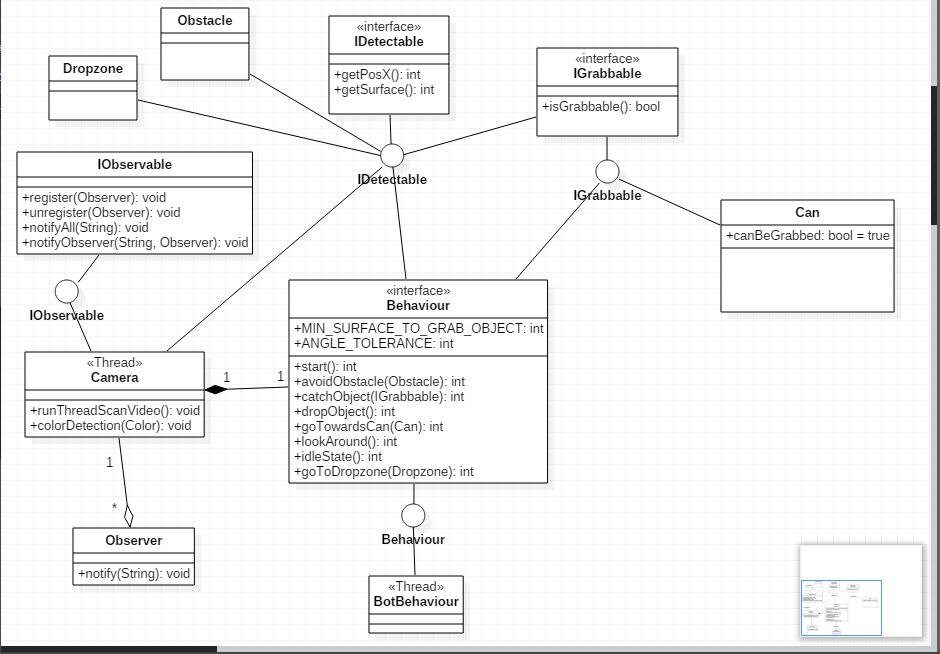 Obstacle
«interface»
IDetectable
+getPosX(): int
+getSurface(): int
Dropzone
«interface»
IGrabbable
+isGrabbable(): bool
IObservable
+register(Observer): void
+unregister(Observer): void
+notifyAll(String): void
+notifyObserver(String, Observer): void
IDetectable
IGrabbable
Can
+canBeGrabbed: bool = true
IObservable
«interface»
Behaviour
+MIN_SURFACE_TO_GRAB_OBJECT: int
+ANGLE_TOLERANCE: int
+start(): int
+avoidObstacle(Obstacle): int
+catchObject(IGrabbable): int
+dropObject(): int
+goTowardsCan(Can): int
+lookAround(): int
+idleState(): int
+goToDropzone(Dropzone): int
«Thread»
Camera
+runThreadScanVideo(): void
+colorDetection(Color): void
1
1
1
*
Observer
+notify(String): void
Behaviour
«Thread»
BotBehaviour